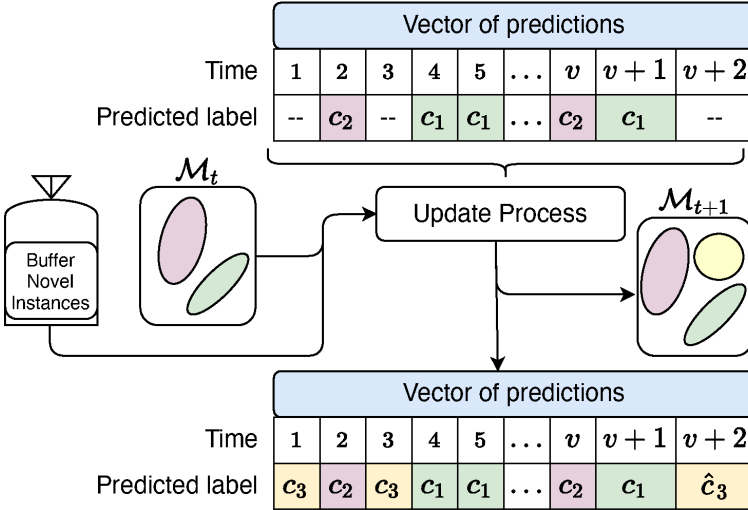 Vector of predictions
Time 1 2 3 4 5 ... v v + 1 v + 2
Predicted label -- c₂ -- c₁ c₁ ... c₂ c₁ --
𝓜ₜ
Update Process
𝓜ₜ₊₁
Buffer
Novel
Instances
Vector of predictions
Time 1 2 3 4 5 ... v v + 1 v + 2
Predicted label c₃ c₂ c₃ c₁ c₁ ... c₂ c₁ ĉ₃